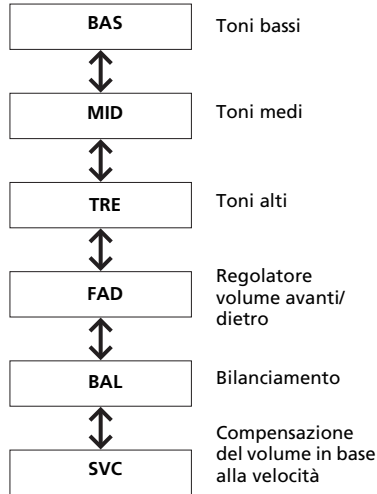 BAS
Toni bassi
MID
Toni medi
TRE
Toni alti
FAD
Regolatore
volume avanti/
dietro
BAL
Bilanciamento
SVC
Compensazione
del volume in base
alla velocità